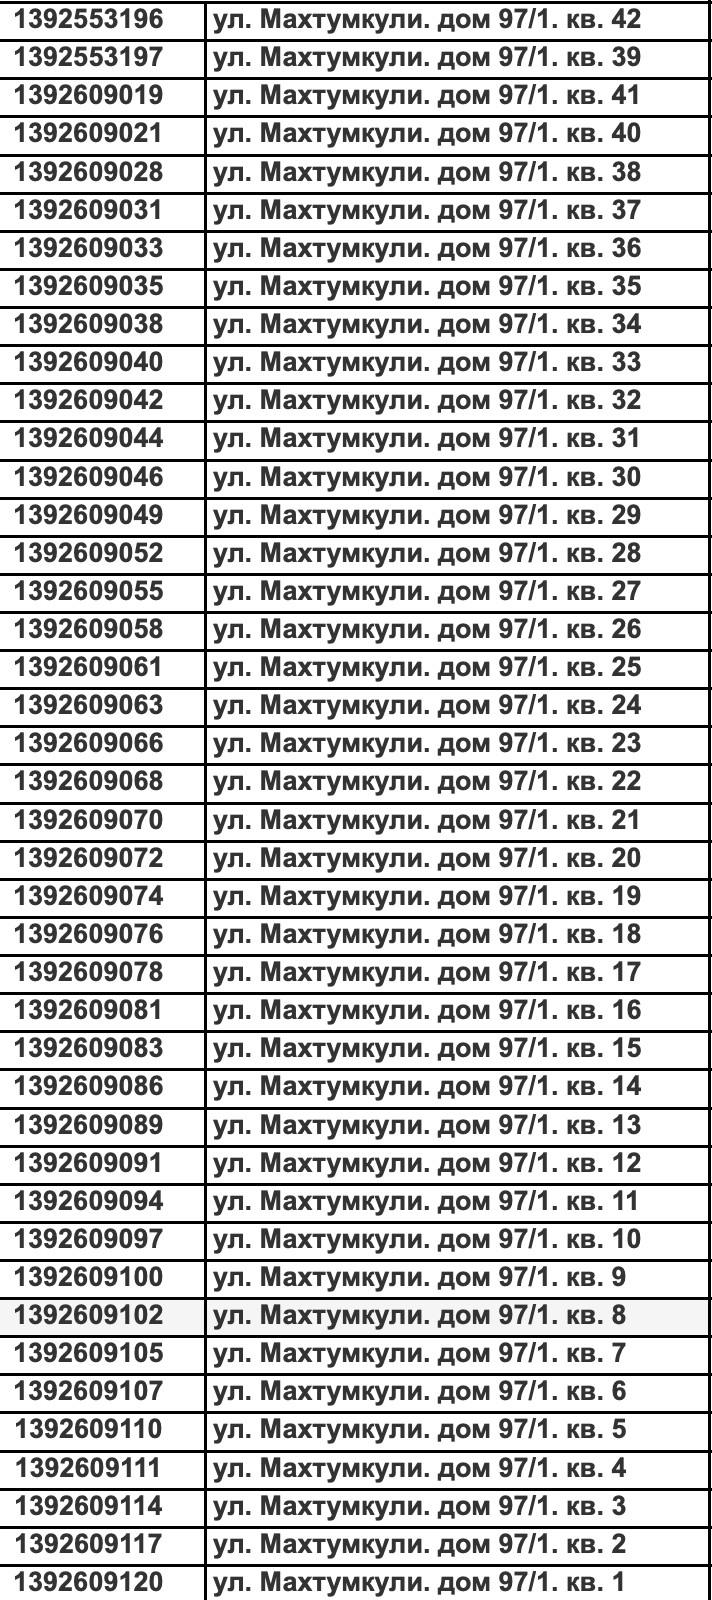 1392553196 ул. Махтумкули. дом 97/1. кв. 42
1392553197 ул. Махтумкули. дом 97/1. кв. 39
1392609019 ул. Махтумкули. дом 97/1. кв. 41
1392609021 ул. Махтумкули. дом 97/1. кв. 40
1392609028 ул. Махтумкули. дом 97/1. кв. 38
1392609031 ул. Махтумкули. дом 97/1. кв. 37
1392609033 ул. Махтумкули. дом 97/1. кв. 36
1392609035 ул. Махтумкули. дом 97/1. кв. 35
1392609038 ул. Махтумкули. дом 97/1. кв. 34
1392609040 ул. Махтумкули. дом 97/1. кв. 33
1392609042 ул. Махтумкули. дом 97/1. кв. 32
1392609044 ул. Махтумкули. дом 97/1. кв. 31
1392609046 ул. Махтумкули. дом 97/1. кв. 30
1392609049 ул. Махтумкули. дом 97/1. кв. 29
1392609052 ул. Махтумкули. дом 97/1. кв. 28
1392609055 ул. Махтумкули. дом 97/1. кв. 27
1392609058 ул. Махтумкули. дом 97/1. кв. 26
1392609061 ул. Махтумкули. дом 97/1. кв. 25
1392609063 ул. Махтумкули. дом 97/1. кв. 24
1392609066 ул. Махтумкули. дом 97/1. кв. 23
1392609068 ул. Махтумкули. дом 97/1. кв. 22
1392609070 ул. Махтумкули. дом 97/1. кв. 21
1392609072 ул. Махтумкули. дом 97/1. кв. 20
1392609074 ул. Махтумкули. дом 97/1. кв. 19
1392609076 ул. Махтумкули. дом 97/1. кв. 18
1392609078 ул. Махтумкули. дом 97/1. кв. 17
1392609081 ул. Махтумкули. дом 97/1. кв. 16
1392609083 ул. Махтумкули. дом 97/1. кв. 15
1392609086 ул. Махтумкули. дом 97/1. кв. 14
1392609089 ул. Махтумкули. дом 97/1. кв. 13
1392609091 ул. Махтумкули. дом 97/1. кв. 12
1392609094 ул. Махтумкули. дом 97/1. кв. 11
1392609097 ул. Махтумкули. дом 97/1. кв. 10
1392609100 ул. Махтумкули. дом 97/1. кв. 9
1392609102 ул. Махтумкули. дом 97/1. кв. 8
1392609105 ул. Махтумкули. дом 97/1. кв. 7
1392609107 ул. Махтумкули. дом 97/1. кв. 6
1392609110 ул. Махтумкули. дом 97/1. кв. 5
1392609111 ул. Махтумкули. дом 97/1. кв. 4
1392609114 ул. Махтумкули. дом 97/1. кв. 3
1392609117 ул. Махтумкули. дом 97/1. кв. 2
1392609120 ул. Махтумкули. дом 97/1. кв. 1